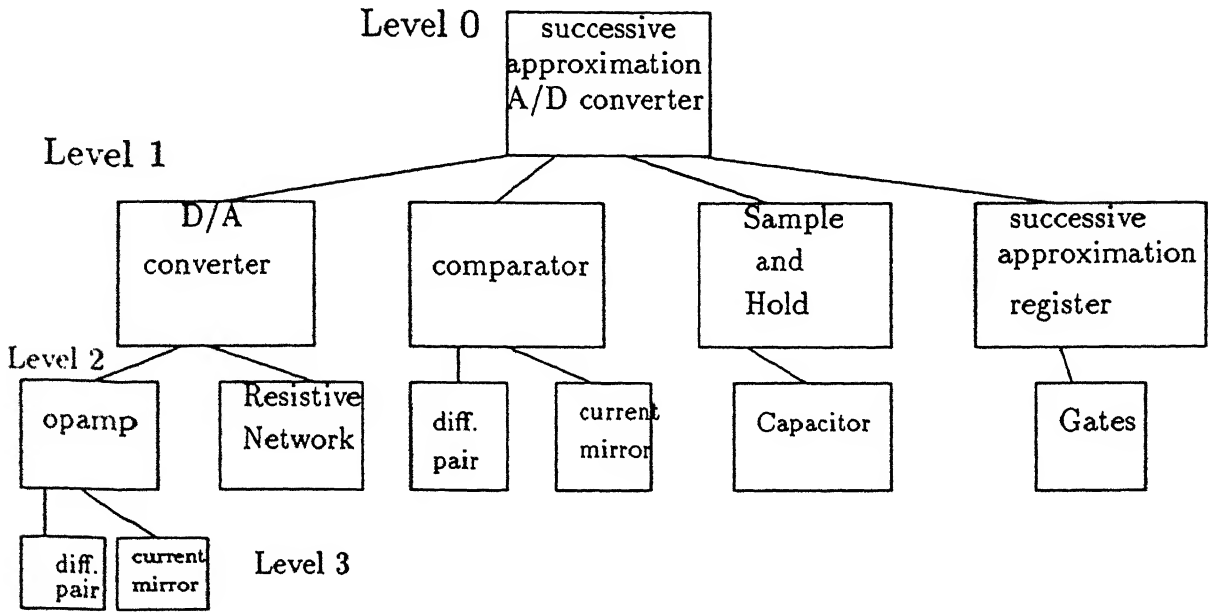 Level 0
successive
approximation
A/D converter
Level 1
D/A
converter
comparator
Sample
and
Hold
successive
approximation
register
Level 2
opamp
Resistive
Network
diff.
pair
current
mirror
Capacitor
Gates
diff.
pair
current
mirror
Level 3